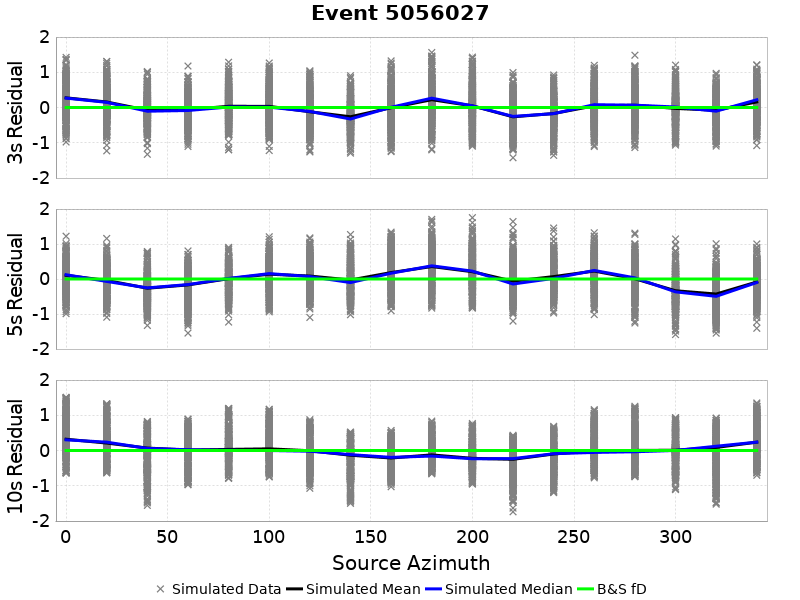 Event 5056027
2
1
0
-1
-2
3s Residual
2
1
0
-1
-2
5s Residual
2
1
0
-1
-2
10s Residual
0 50 100 150 200 250 300
Source Azimuth
Simulated Data Simulated Mean Simulated Median B&S fD